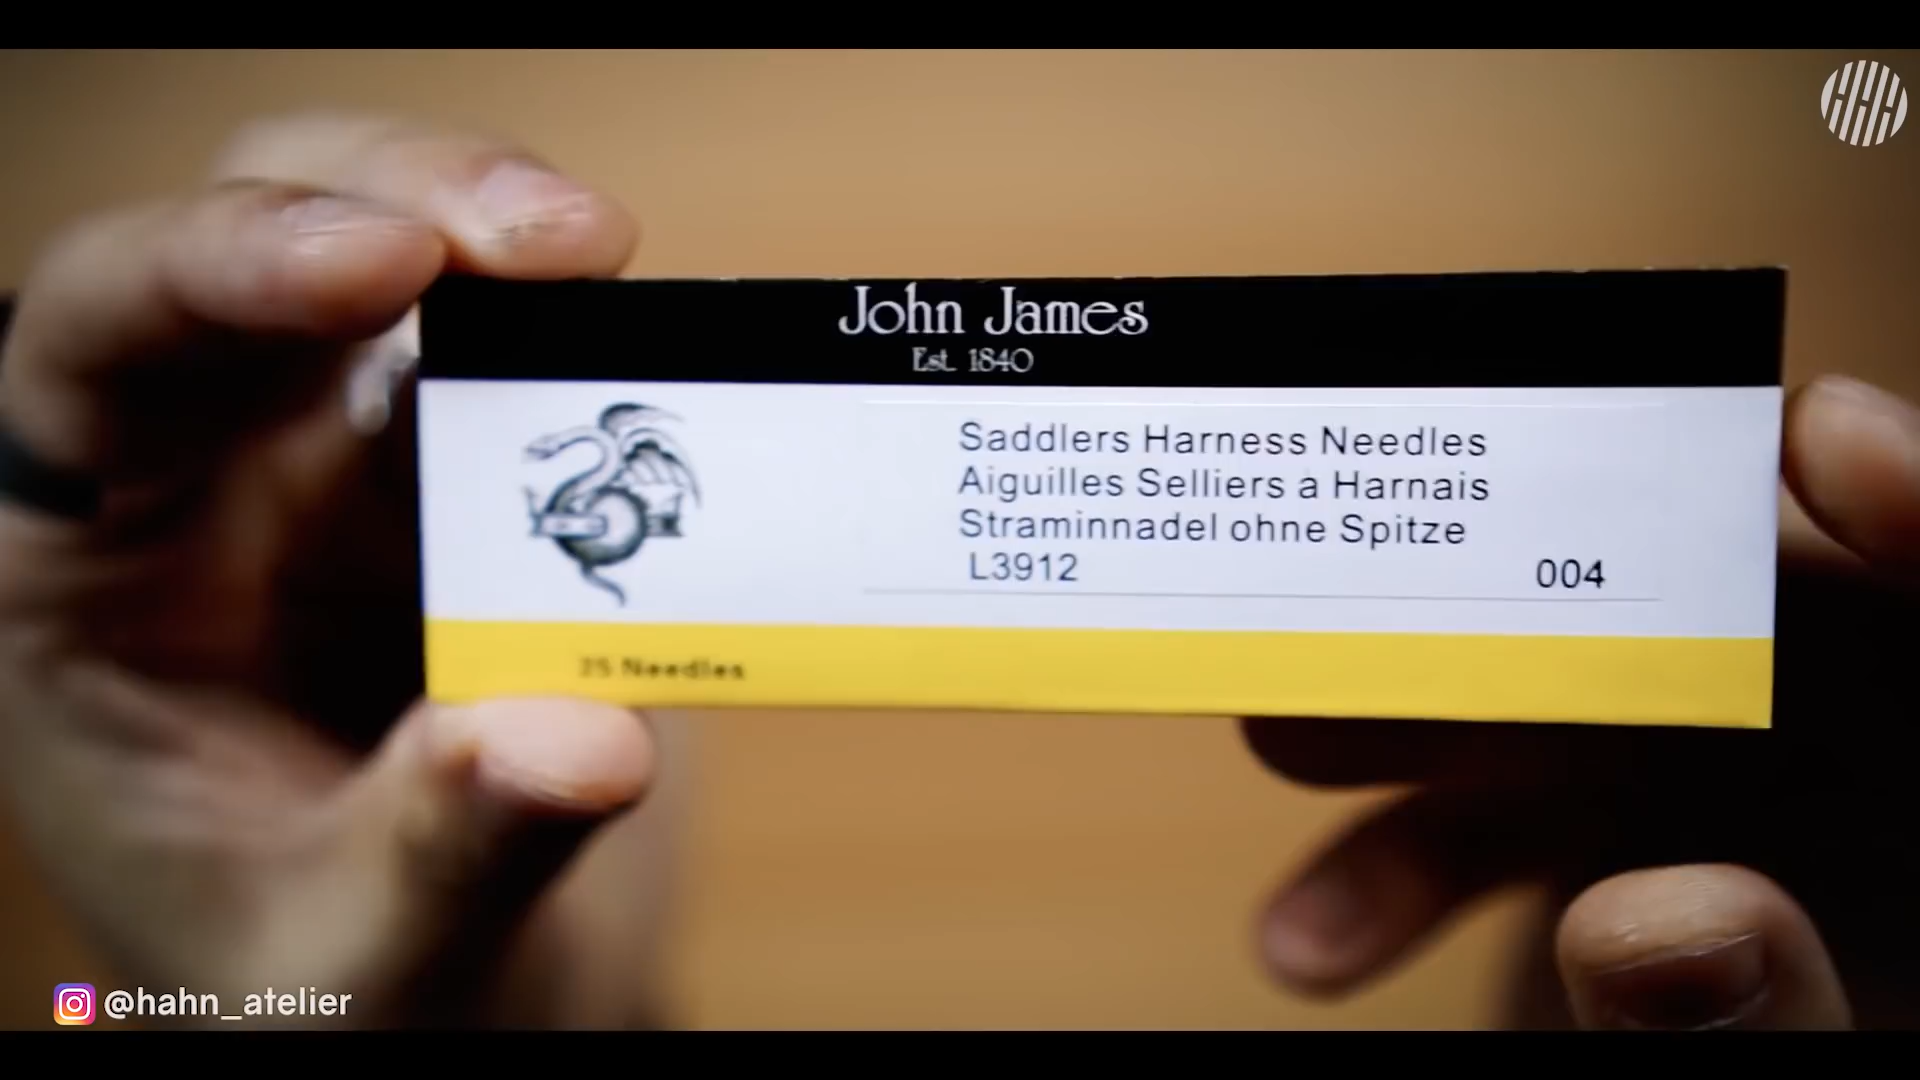 John James
Est. 1840
Saddlers Harness Needles
Aiguilles Selliers a Harnais
Straminnadel ohne Spitze
L3912
004
25 Needles
@hahn_atelier